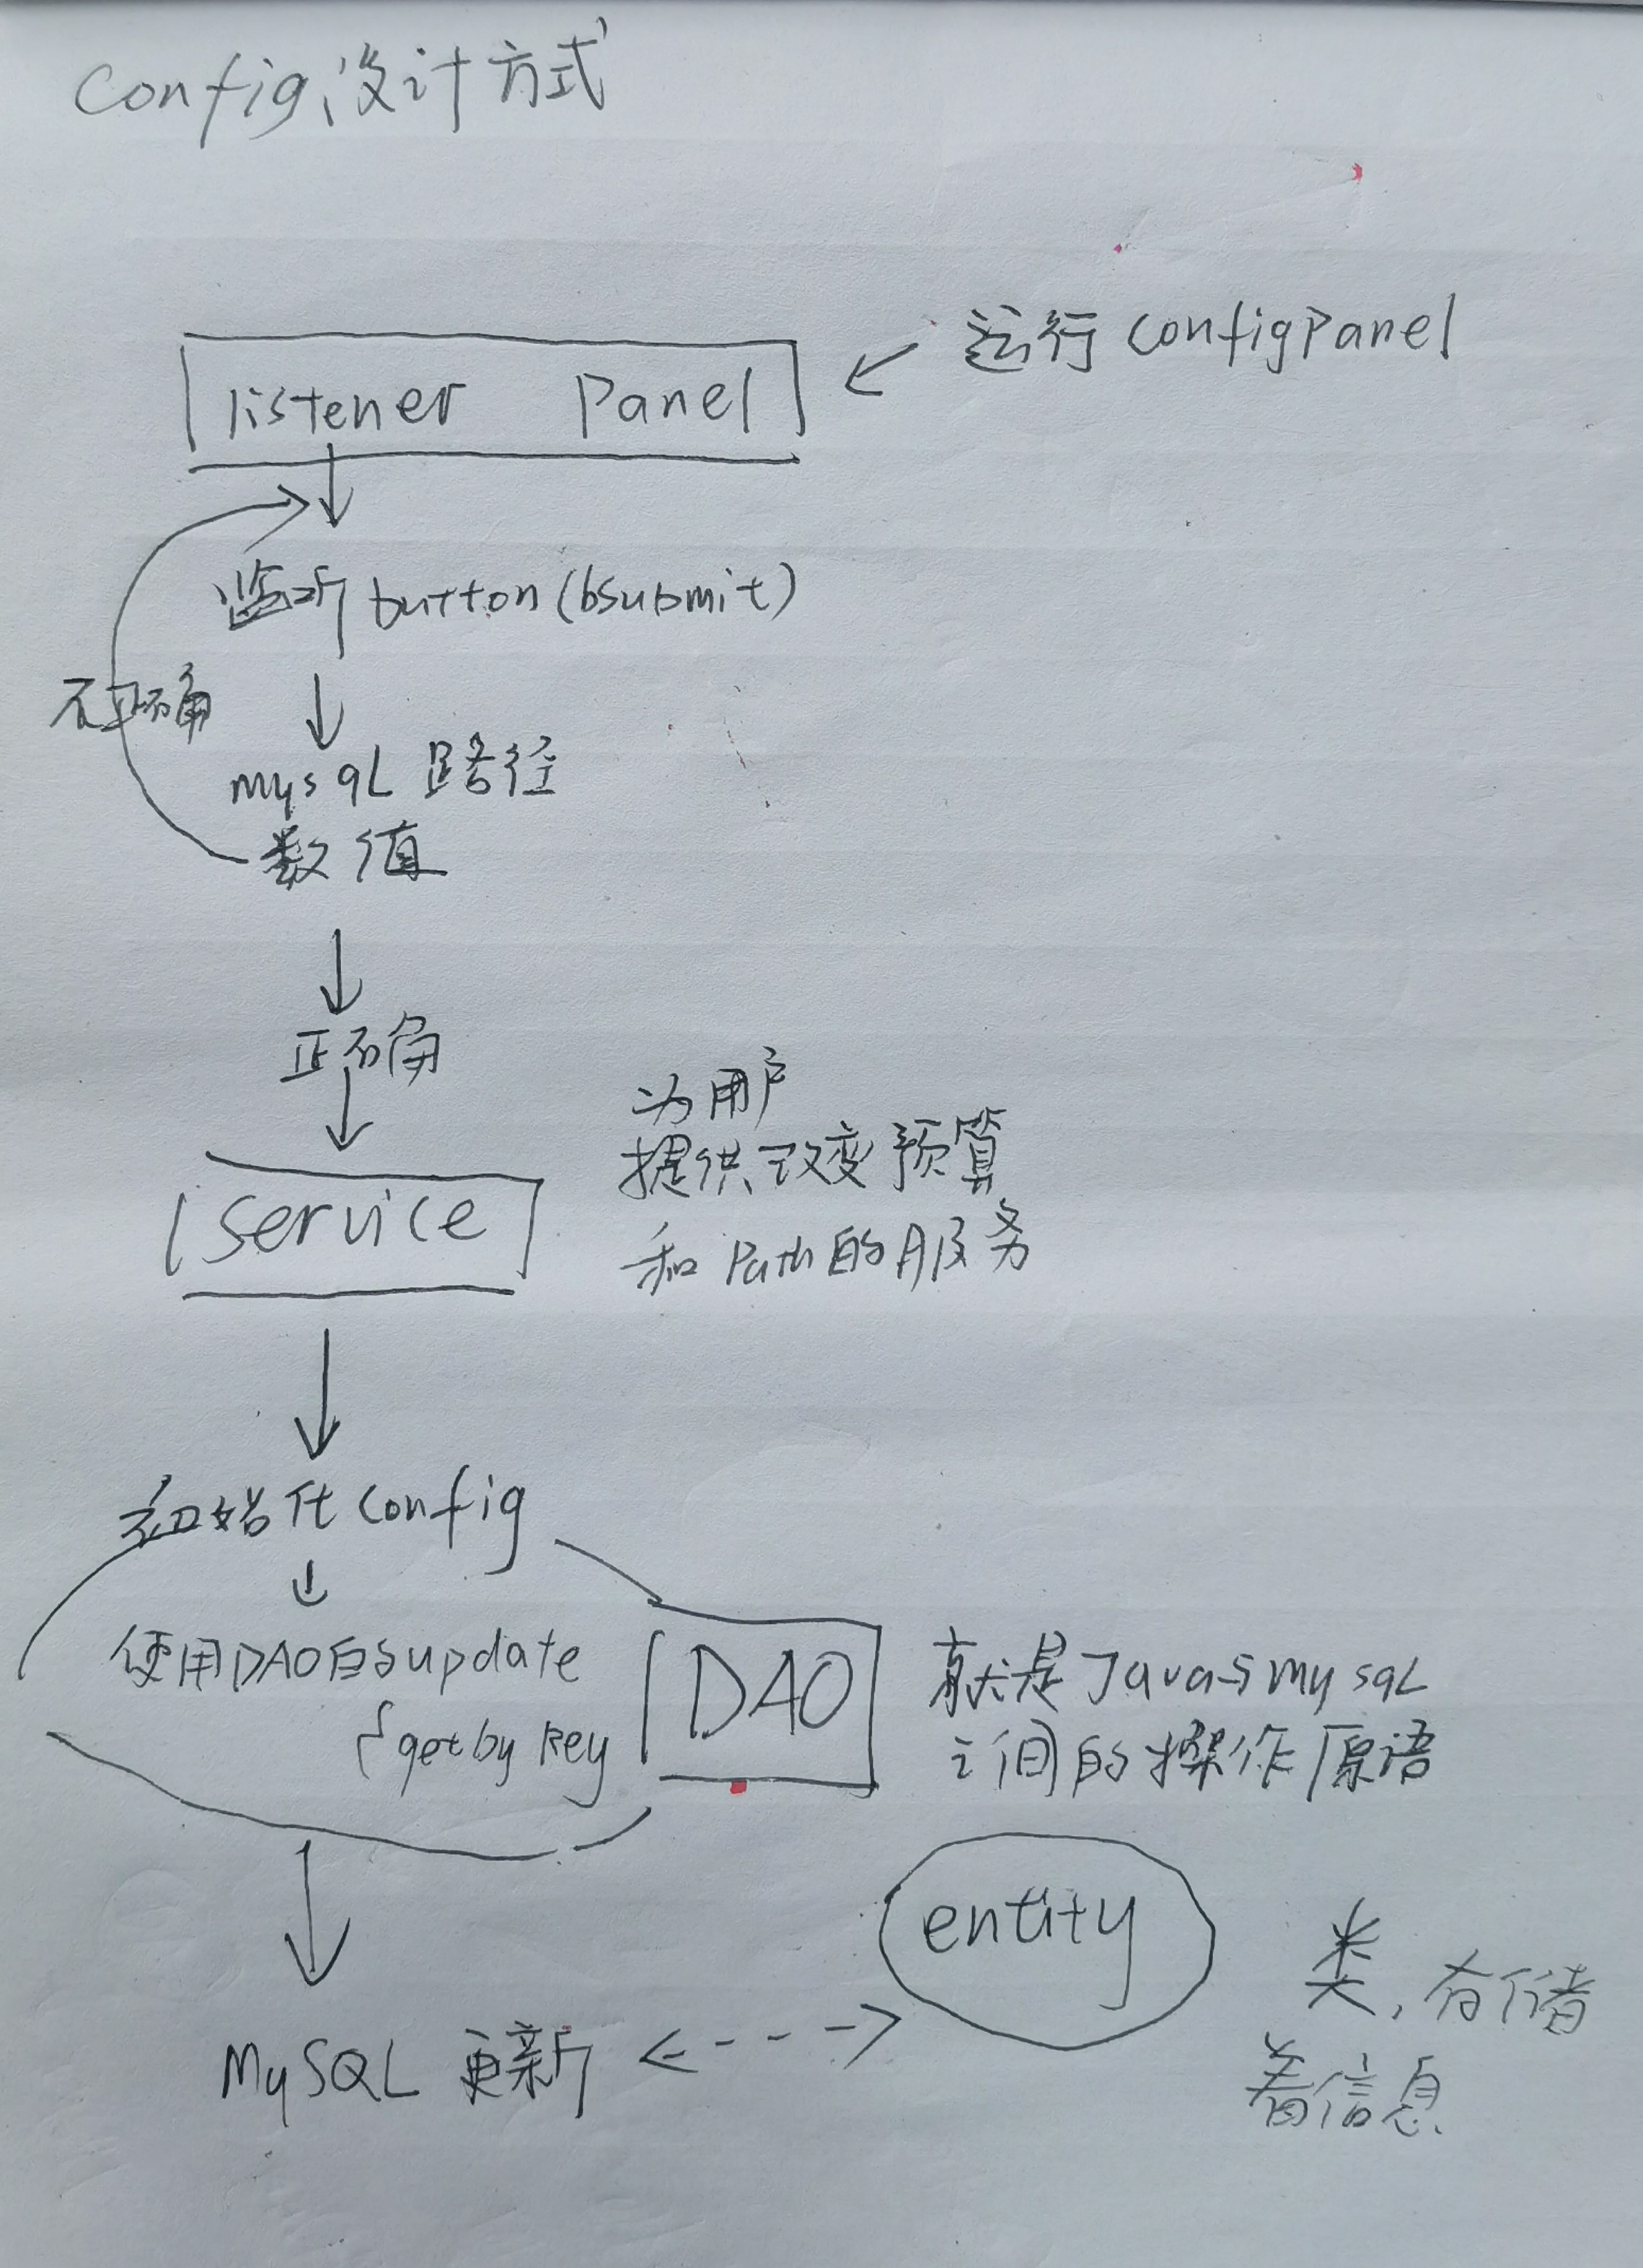 Config设计方式
运行 ConfigPanel
listener Panel
监听 button(bsubmit)
不正确
mysqL 路径
数值
正确
为用户
提供改变预算
和Path的服务
service
初始化 Config
使用DAO的update
getby key
DAO
就是Java与mysqL
之间的操作原语
entity
类,存储
着信息
MySQL 更新